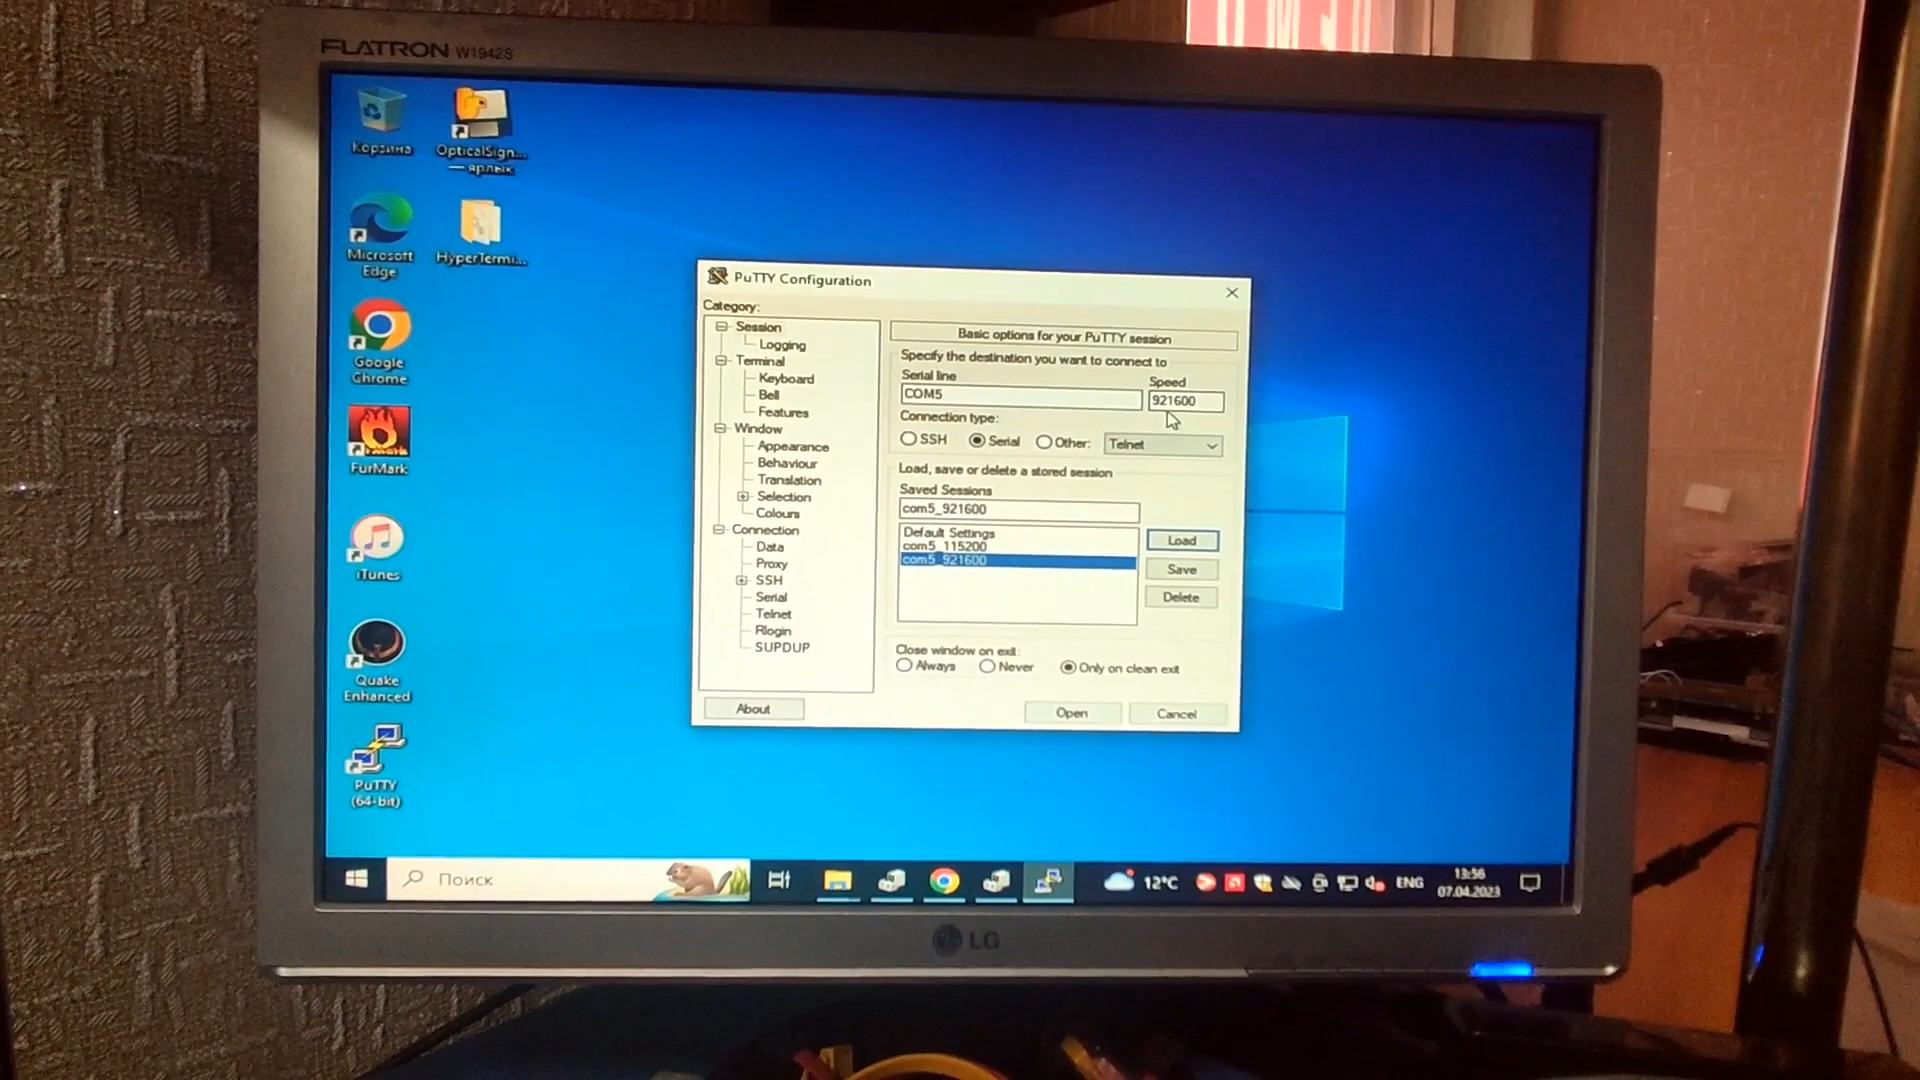 FLATRON W1942S
Корзина
OpticalSign...
— ярлык
Microsoft
Edge
HyperTermi...
Google
Chrome
FurMark
iTunes
Quake
Enhanced
PuTTY
(64-bit)
PuTTY Configuration
Category:
Session
Logging
Terminal
Keyboard
Bell
Features
Window
Appearance
Behaviour
Translation
Selection
Colours
Connection
Data
Proxy
SSH
Serial
Telnet
Rlogin
SUPDUP
Basic options for your PuTTY session
Specify the destination you want to connect to
Serial line
Speed
COM5
921600
Connection type:
SSH
Serial
Other:
Telnet
Load, save or delete a stored session
Saved Sessions
com5_921600
Default Settings
com5_115200
com5_921600
Load
Save
Delete
Close window on exit:
Always
Never
Only on clean exit
About
Open
Cancel
Поиск
12°C
ENG
13:56
07.04.2023
LG